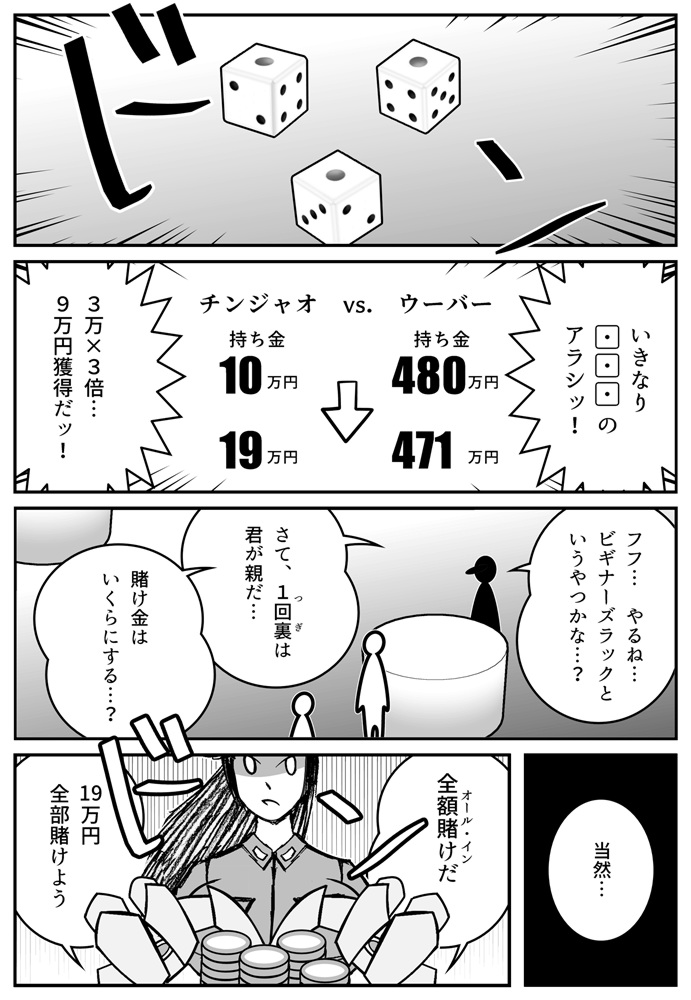 ドーン
いきなり
⚀⚀⚀の
アラシッ！
チンジャオ vs. ウーバー
持ち金 持ち金
10万円 480万円
19万円 471万円
３万×３倍…
９万円獲得だッ！
フフ… やるね…
ビギナーズラックと
いうやつかな…？
さて、１回裏は
つぎ
君が親だ…
賭け金は
いくらにする…？
当然…
全額賭けだ
オール・イン
ドーン
19万円
全部賭けよう